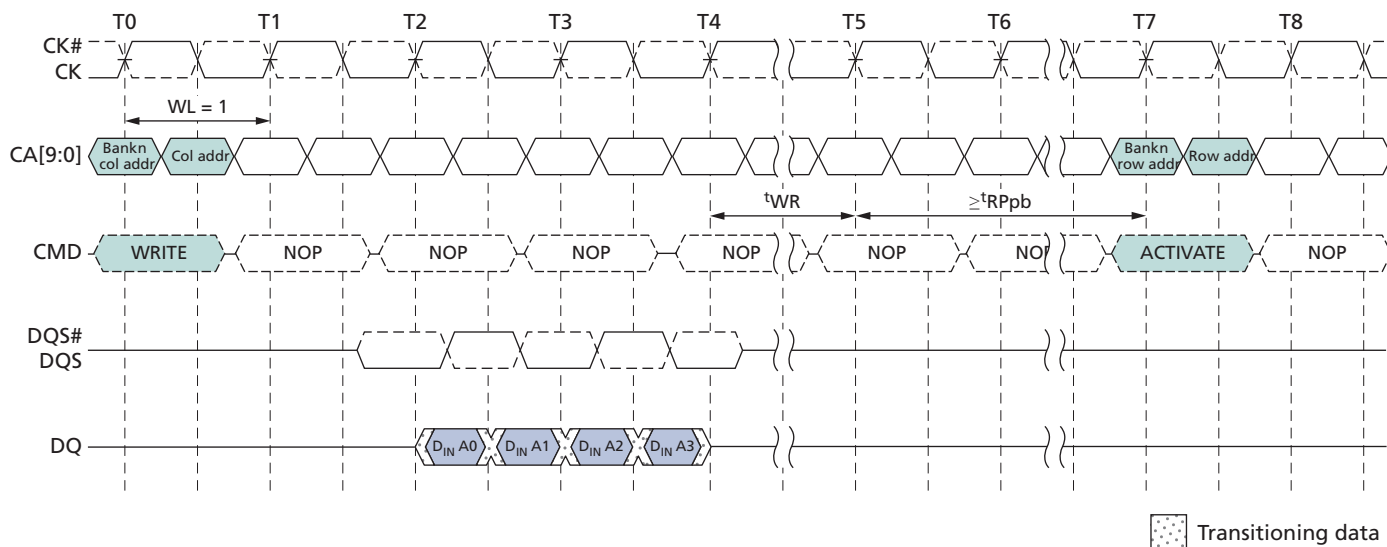 T0 T1 T2 T3 T4 T5 T6 T7 T8
CK#
CK
WL = 1
CA[9:0]
Bankn
col addr
Col addr
Bankn
row addr
Row addr
tWR
≥tRPpb
CMD
WRITE NOP NOP NOP NOP NOP NOP ACTIVATE NOP
DQS#
DQS
DQ
DIN A0 DIN A1 DIN A2 DIN A3
Transitioning data